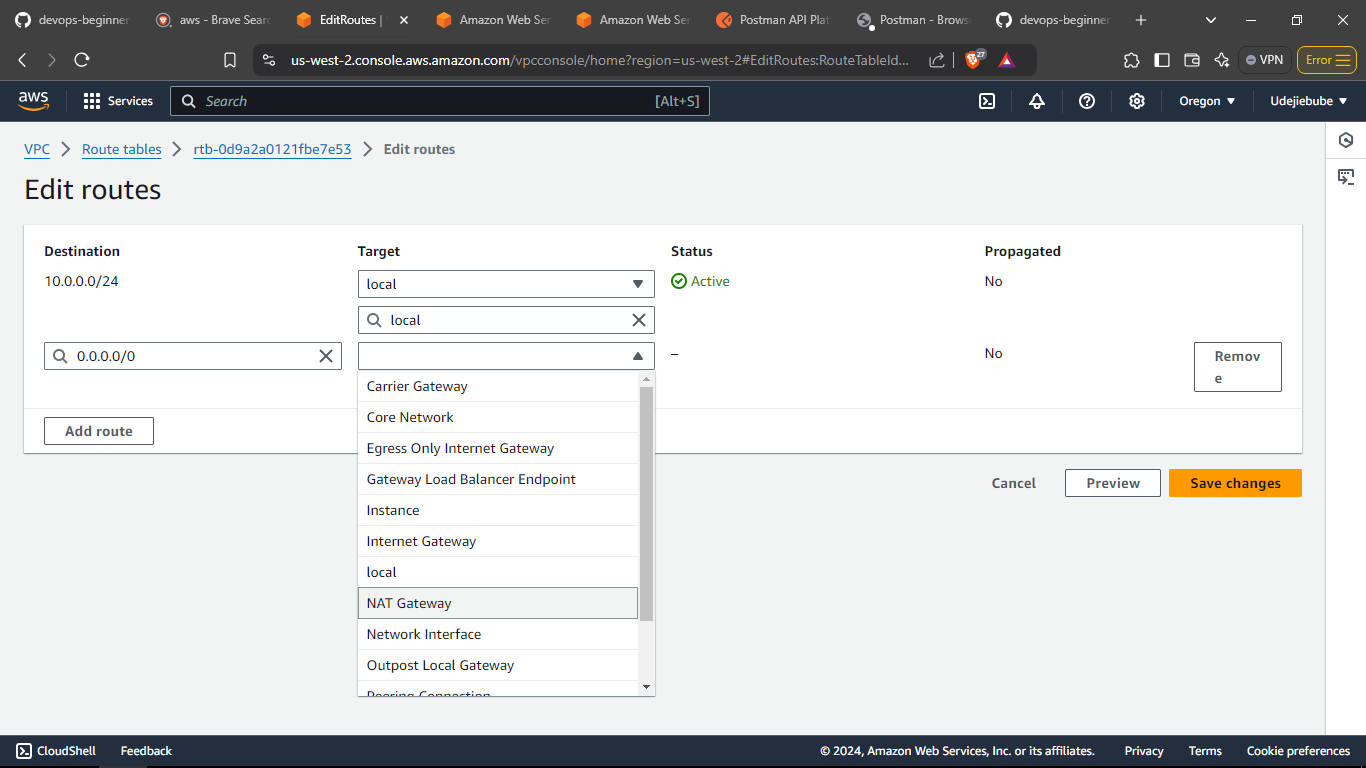 devops-beginner
aws - Brave Sear
EditRoutes |
Amazon Web Ser
Amazon Web Ser
Postman API Plat
Postman - Brows
devops-beginner
us-west-2.console.aws.amazon.com/vpcconsole/home?region=us-west-2#EditRoutes:RouteTableId...
27
VPN
Error
aws
Services
Search
[Alt+S]
Oregon
Udejiebube
VPC
Route tables
rtb-0d9a2a0121fbe7e53
Edit routes
Edit routes
Destination
Target
Status
Propagated
10.0.0.0/24
local
Active
No
local
0.0.0.0/0
–
No
Remov
e
Carrier Gateway
Core Network
Egress Only Internet Gateway
Gateway Load Balancer Endpoint
Instance
Internet Gateway
local
NAT Gateway
Network Interface
Outpost Local Gateway
Peering Connection
Add route
Cancel
Preview
Save changes
CloudShell
Feedback
© 2024, Amazon Web Services, Inc. or its affiliates.
Privacy
Terms
Cookie preferences